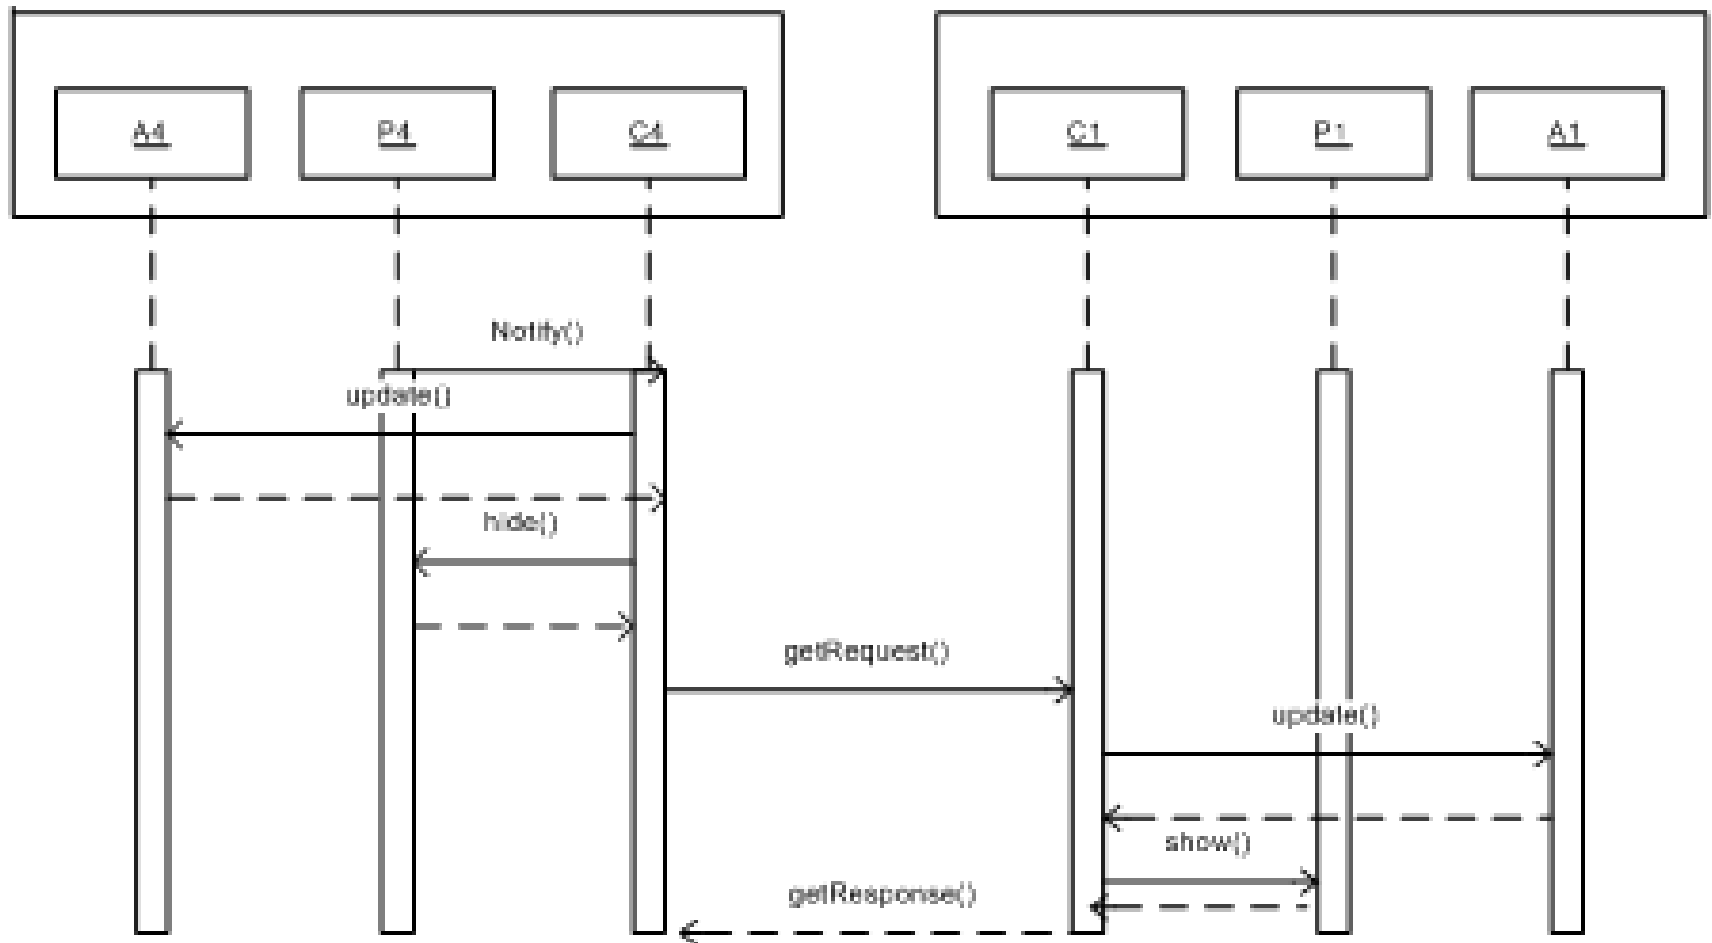 A4
P4
C4
C1
P1
A1
Notify()
update()
hide()
getRequest()
update()
show()
getResponse()